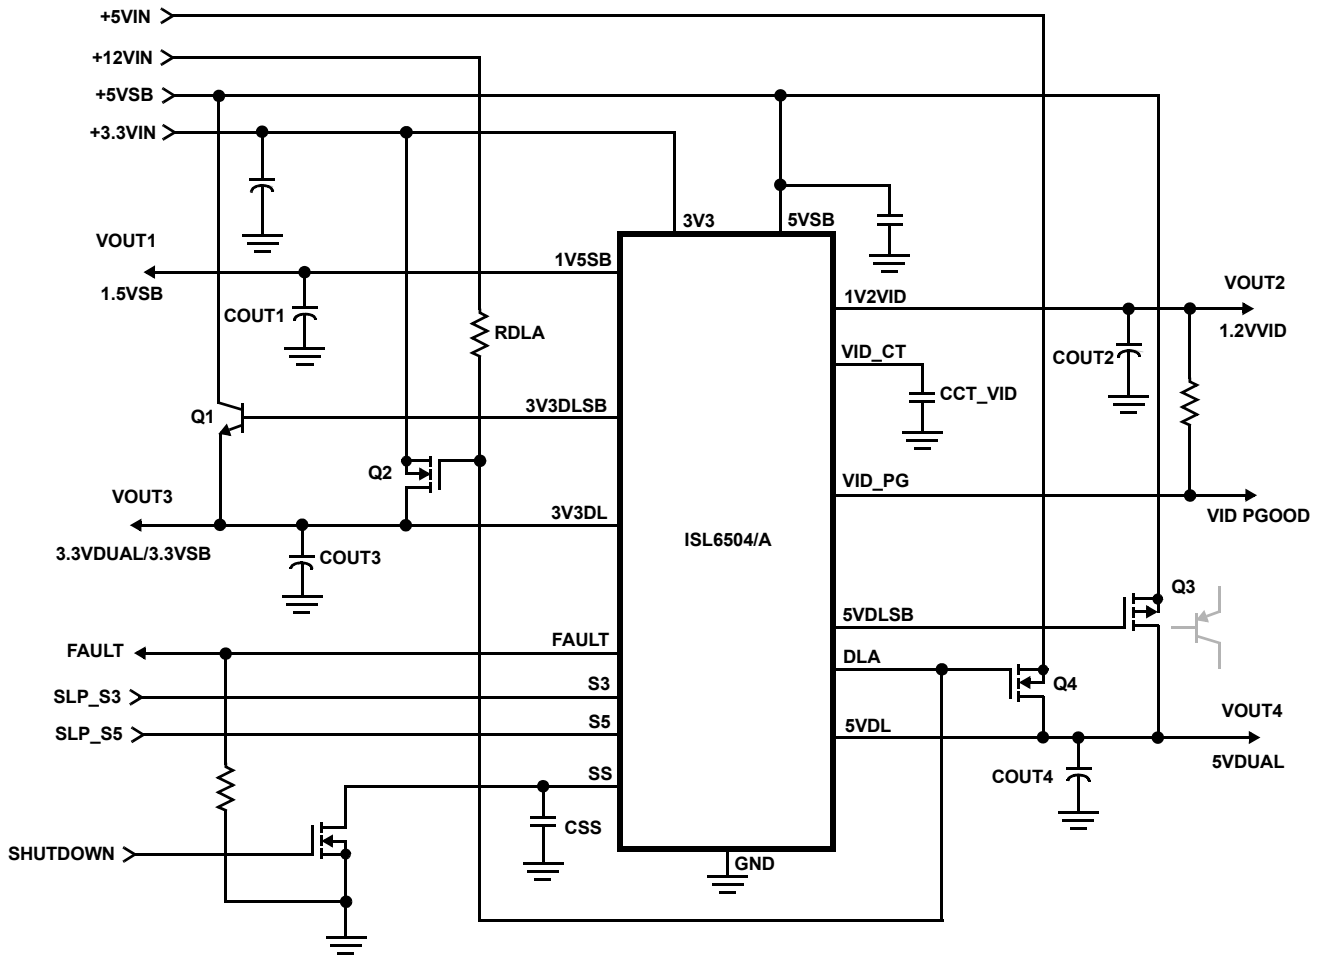 +5VIN
+12VIN
+5VSB
+3.3VIN
3V3
5VSB
VOUT1
1V5SB
1.5VSB
COUT1
RDLA
1V2VID
VOUT2
1.2VVID
COUT2
VID_CT
CCT_VID
Q1
3V3DLSB
Q2
VID_PG
VID PGOOD
VOUT3
3V3DL
3.3VDUAL/3.3VSB
COUT3
ISL6504/A
Q3
5VDLSB
FAULT
FAULT
DLA
SLP_S3
S3
Q4
SLP_S5
S5
5VDL
VOUT4
5VDUAL
COUT4
SS
CSS
SHUTDOWN
GND